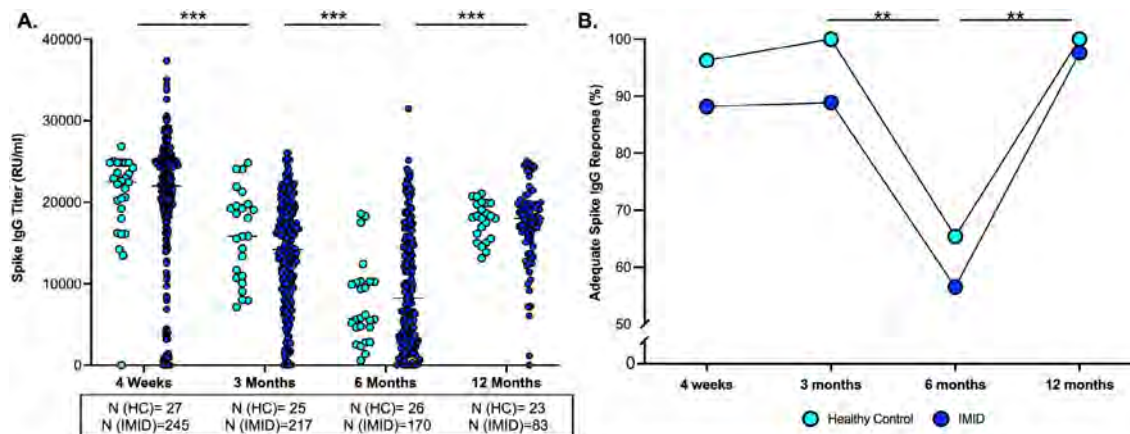 A.
*** *** ***
Spike IgG Titer (RU/ml)
40000
30000
20000
10000
0
4 Weeks 3 Months 6 Months 12 Months
N (HC)= 27 N (HC)= 25 N (HC)= 26 N (HC)= 23
N (IMID)=245 N (IMID)=217 N (IMID)=170 N (IMID)=83
B.
** **
Adequate Spike IgG Reponse (%)
100
90
80
70
60
50
0
4 weeks 3 months 6 months 12 months
Healthy Control IMID